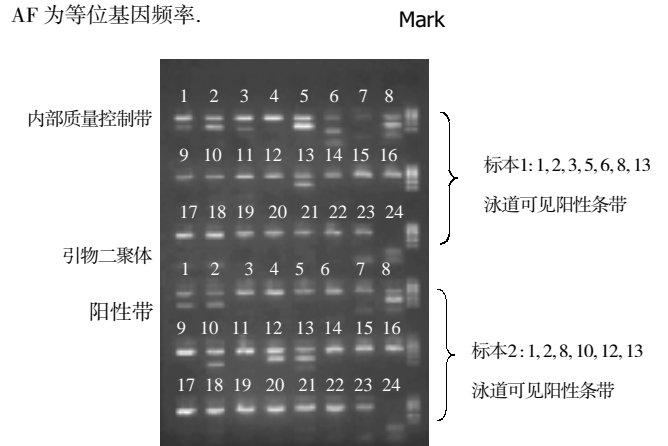 AF 为等位基因频率.
Mark
1 2 3 4 5 6 7 8
内部质量控制带
9 10 11 12 13 14 15 16
标本1: 1, 2, 3, 5, 6, 8, 13
泳道可见阳性条带
17 18 19 20 21 22 23 24
引物二聚体
1 2 3 4 5 6 7 8
阳性带
9 10 11 12 13 14 15 16
标本2 : 1, 2, 8, 10, 12, 13
泳道可见阳性条带
17 18 19 20 21 22 23 24